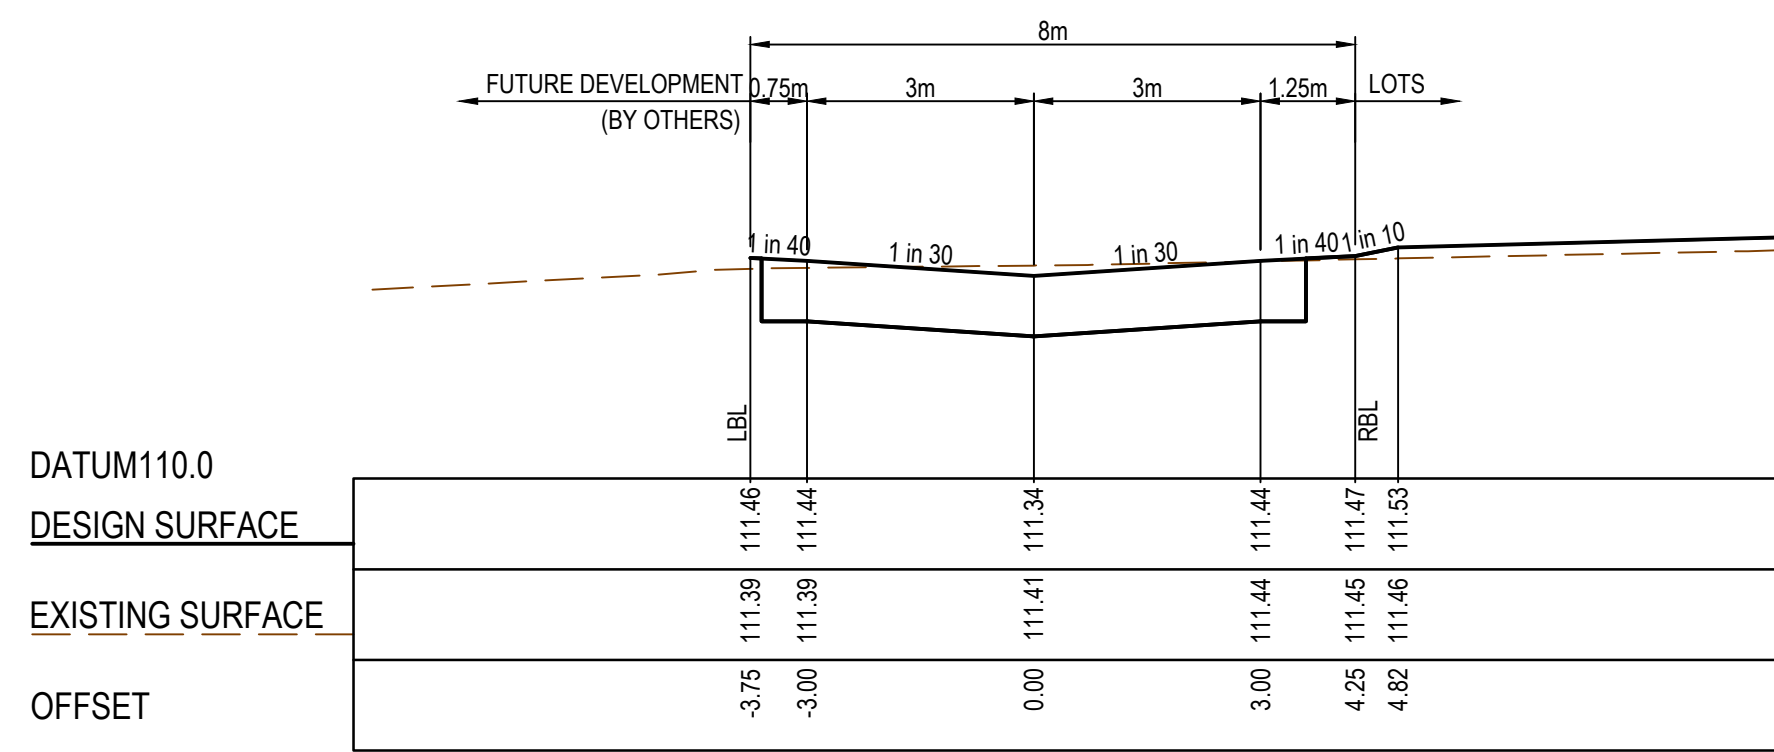 8m
FUTURE DEVELOPMENT
(BY OTHERS)
0.75m
3m
3m
1.25m
LOTS
1 in 40
1 in 30
1 in 30
1 in 40
1 in 10
LBL
RBL
DATUM110.0
DESIGN SURFACE
111.46
111.44
111.34
111.44
111.47
111.53
EXISTING SURFACE
111.39
111.39
111.41
111.44
111.45
111.46
OFFSET
-3.75
-3.00
0.00
3.00
4.25
4.82